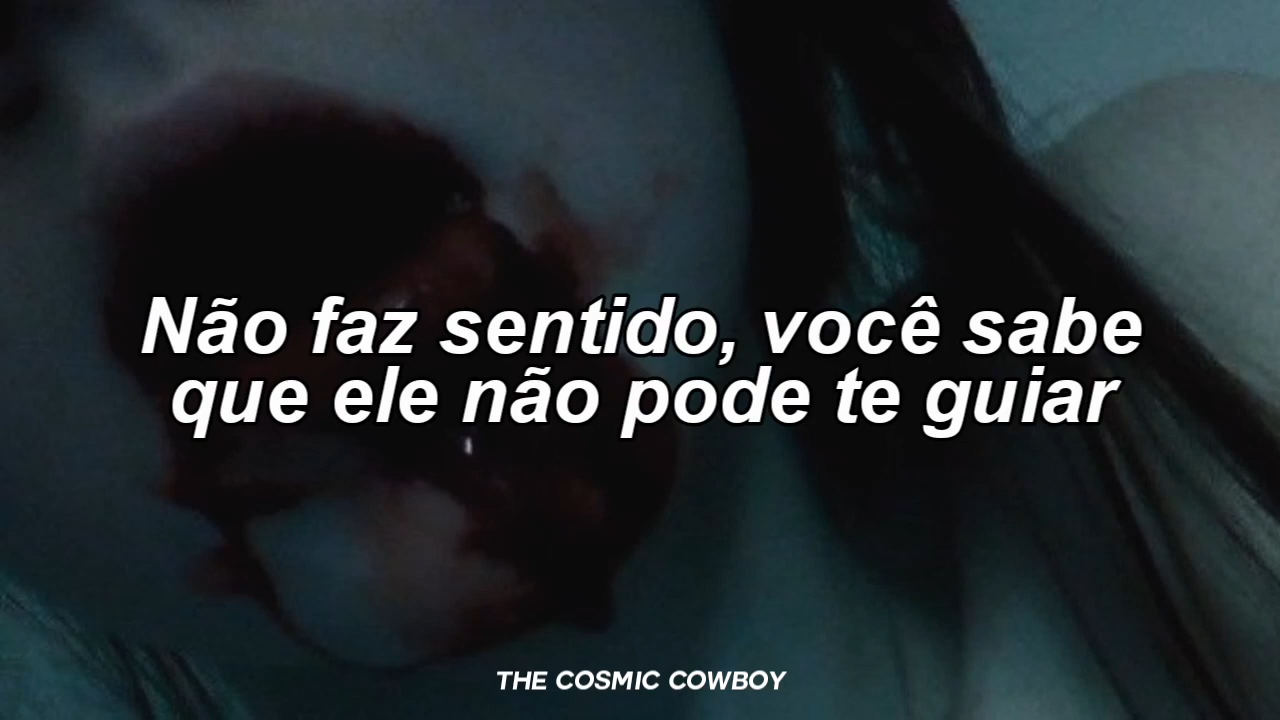 Não faz sentido, você sabe
que ele não pode te guiar
THE COSMIC COWBOY